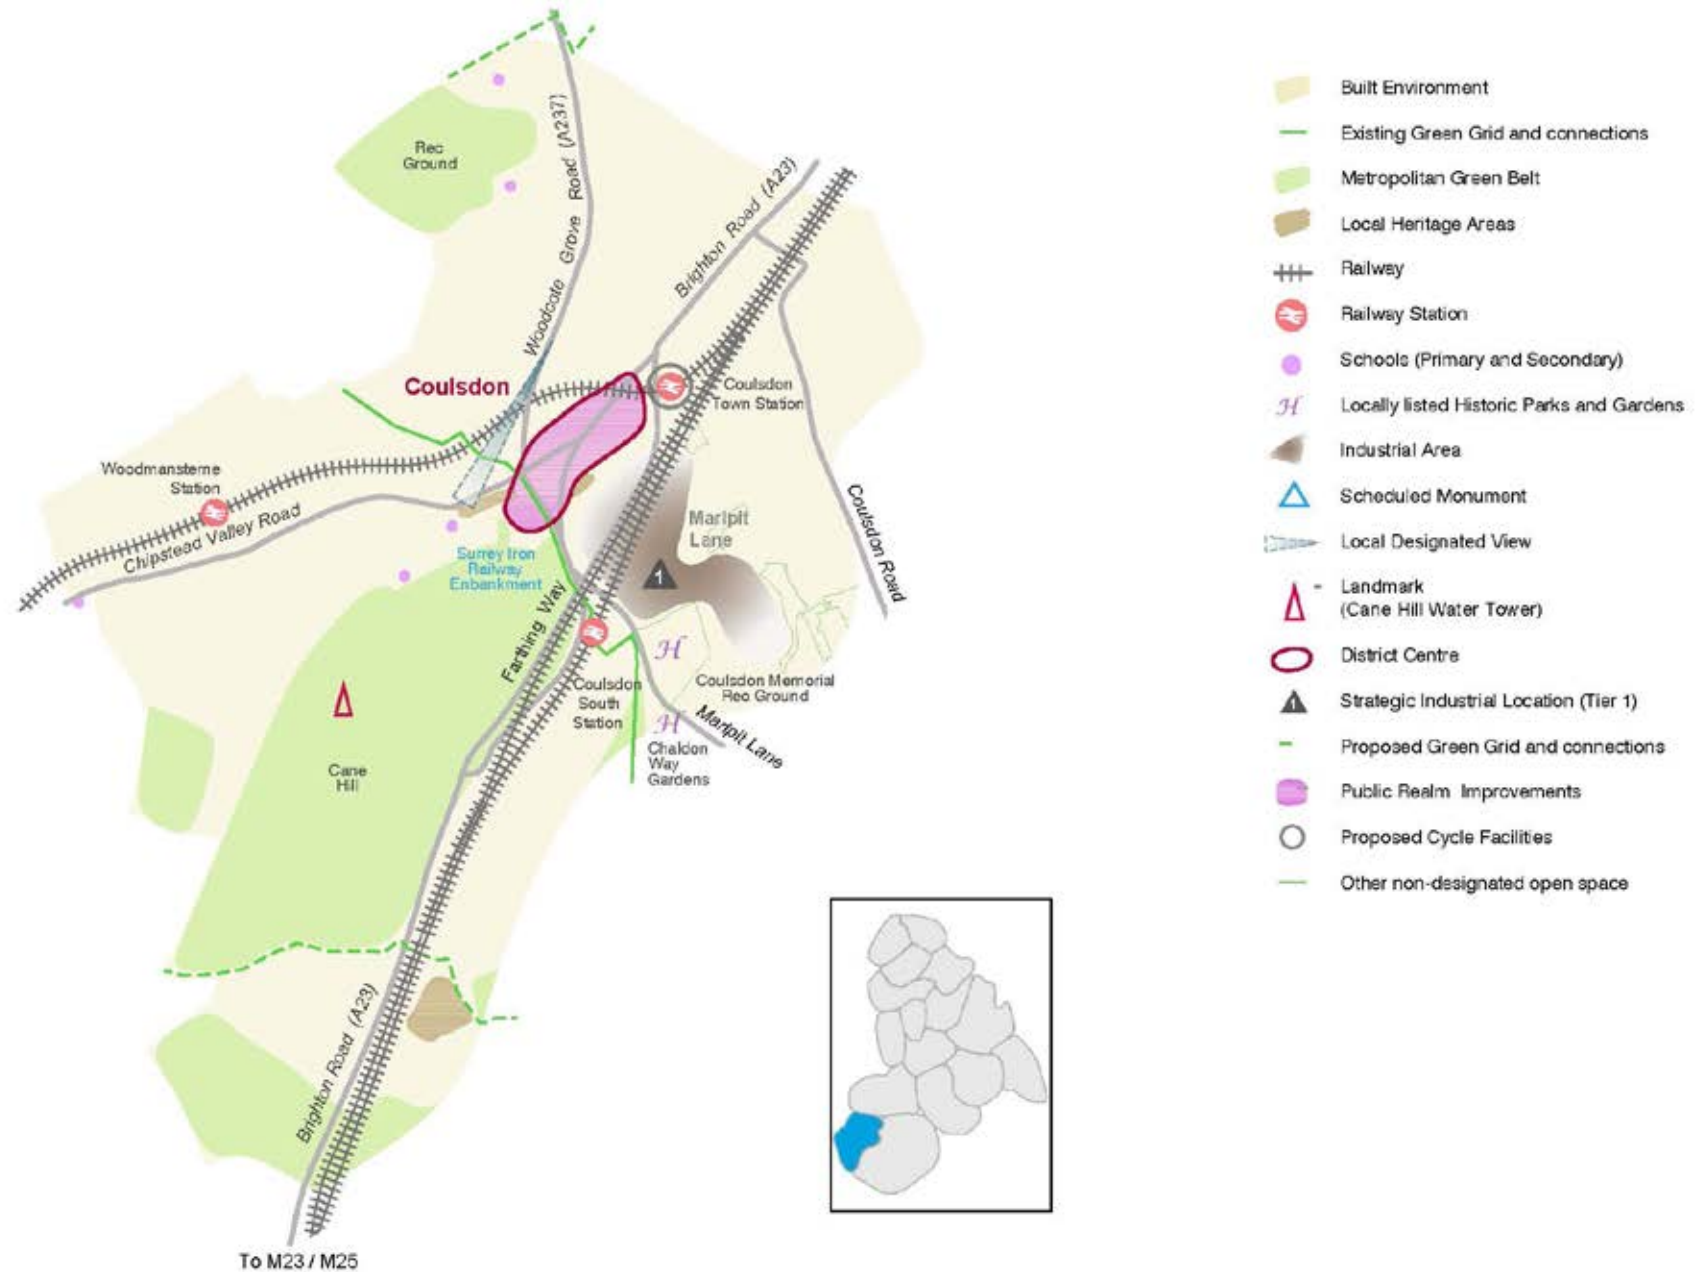 Rec
Ground
Woodcote Grove Road (A237)
Brighton Road (A23)
Coulsdon
Coulsdon
Town Station
Woodmansterne
Station
Chipstead Valley Road
Marlpit
Lane
Coulsdon Road
Surrey Iron
Railway
Enbankment
1
Farthing Way
H
Coulsdon
South
Station
Coulsdon Memorial
Rec Ground
H
Marlpit Lane
Chaldon
Way
Gardens
Cane
Hill
Brighton Road (A23)
To M23 / M25
Built Environment
Existing Green Grid and connections
Metropolitan Green Belt
Local Heritage Areas
Railway
Railway Station
Schools (Primary and Secondary)
H Locally listed Historic Parks and Gardens
Industrial Area
Scheduled Monument
Local Designated View
Landmark
(Cane Hill Water Tower)
District Centre
1 Strategic Industrial Location (Tier 1)
Proposed Green Grid and connections
Public Realm Improvements
Proposed Cycle Facilities
Other non-designated open space